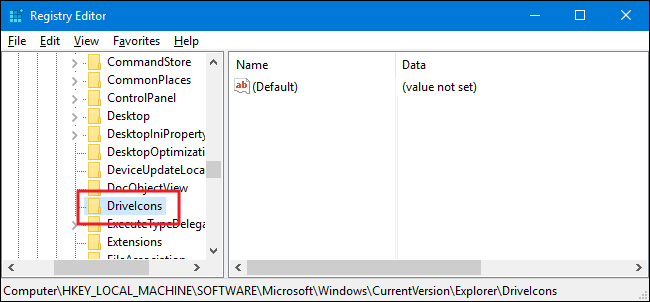 Registry Editor
File Edit View Favorites Help
CommandStore
CommonPlaces
ControlPanel
Desktop
DesktopIniProperty
DesktopOptimizatio
DeviceUpdateLoca
DocObjectView
DriveIcons
ExecuteTypeDelega
Extensions
FileAssociation
Name Data
ab (Default) (value not set)
Computer\HKEY_LOCAL_MACHINE\SOFTWARE\Microsoft\Windows\CurrentVersion\Explorer\DriveIcons